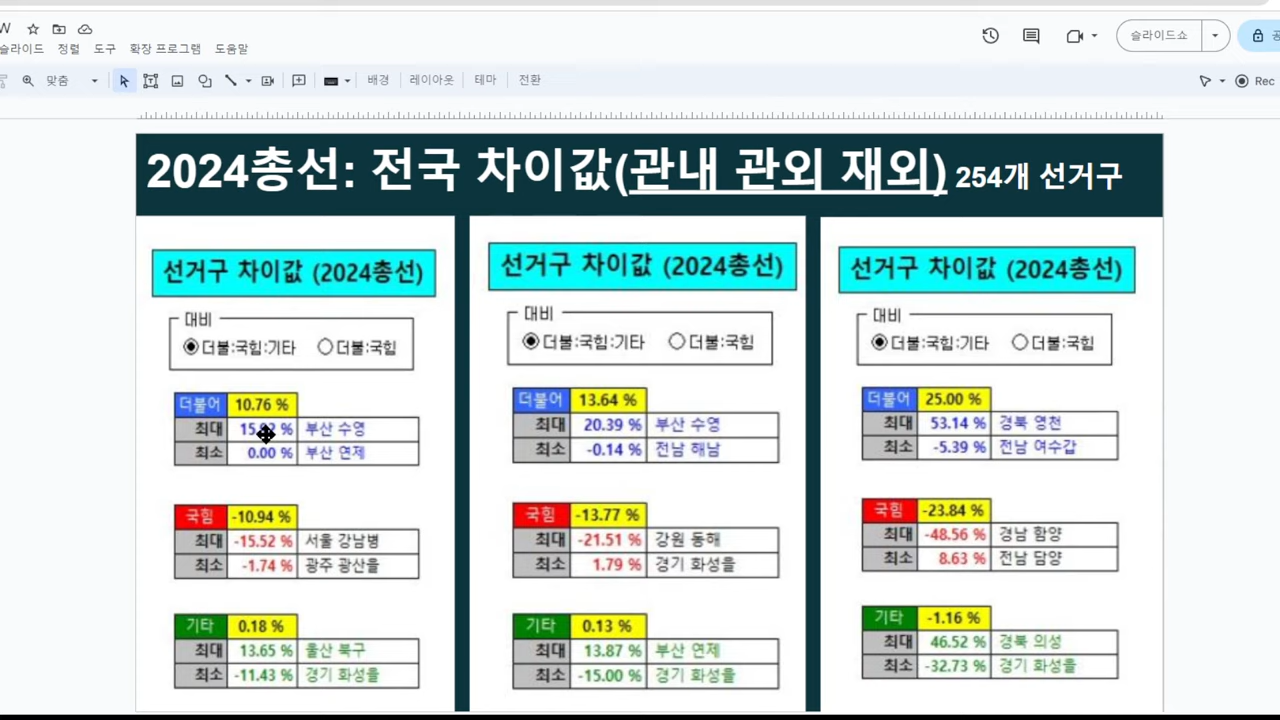 슬라이드 정렬 도구 확장 프로그램 도움말
슬라이드쇼
맞춤 배경 레이아웃 테마 전환
Rec
2024총선: 전국 차이값(관내 관외 재외) 254개 선거구
선거구 차이값 (2024총선)
대비
더불:국힘:기타 더불:국힘
더불어 10.76 %
최대 % 부산 수영
최소 0.00 % 부산 연제
국힘 -10.94 %
최대 -15.52 % 서울 강남병
최소 -1.74 % 광주 광산을
기타 0.18 %
최대 13.65 % 울산 북구
최소 -11.43 % 경기 화성을
선거구 차이값 (2024총선)
대비
더불:국힘:기타 더불:국힘
더불어 13.64 %
최대 20.39 % 부산 수영
최소 -0.14 % 전남 해남
국힘 -13.77 %
최대 -21.51 % 강원 동해
최소 1.79 % 경기 화성을
기타 0.13 %
최대 13.87 % 부산 연제
최소 -15.00 % 경기 화성을
선거구 차이값 (2024총선)
대비
더불:국힘:기타 더불:국힘
더불어 25.00 %
최대 53.14 % 경북 영천
최소 -5.39 % 전남 여수갑
국힘 -23.84 %
최대 -48.56 % 경남 함양
최소 8.63 % 전남 담양
기타 -1.16 %
최대 46.52 % 경북 의성
최소 -32.73 % 경기 화성을